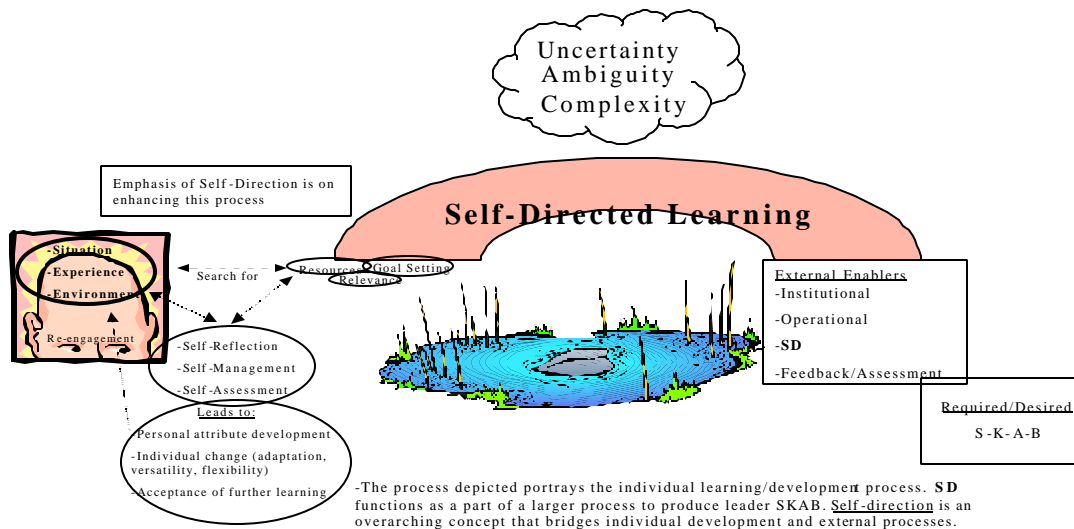 Uncertainty
Ambiguity
Complexity
Emphasis of Self-Direction is on
enhancing this process
Self-Directed Learning
-Situation
-Experience
-Environment
Re-engagement
Search for
Resources
Goal Setting
Relevance
-Self-Reflection
-Self-Management
-Self-Assessment
Leads to:
-Personal attribute development
-Individual change (adaptation,
versatility, flexibility)
-Acceptance of further learning
External Enablers
-Institutional
-Operational
-SD
-Feedback/Assessment
Required/Desired
S-K-A-B
-The process depicted portrays the individual learning/development process. SD
functions as a part of a larger process to produce leader SKAB. Self-direction is an
overarching concept that bridges individual development and external processes.